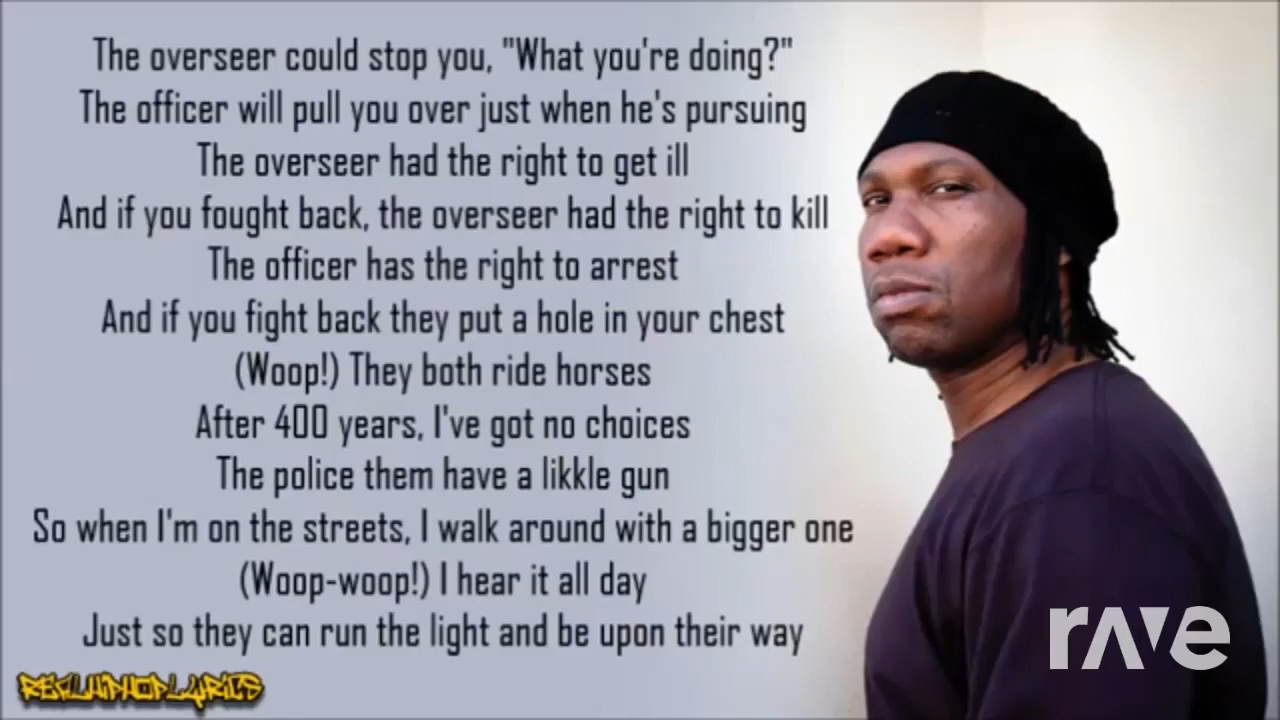 The overseer could stop you, "What you're doing?"
The officer will pull you over just when he's pursuing
The overseer had the right to get ill
And if you fought back, the overseer had the right to kill
The officer has the right to arrest
And if you fight back they put a hole in your chest
(Woop!) They both ride horses
After 400 years, I've got no choices
The police them have a likkle gun
So when I'm on the streets, I walk around with a bigger one
(Woop-woop!) I hear it all day
Just so they can run the light and be upon their way
REALHIPHOPLYRICS
rave